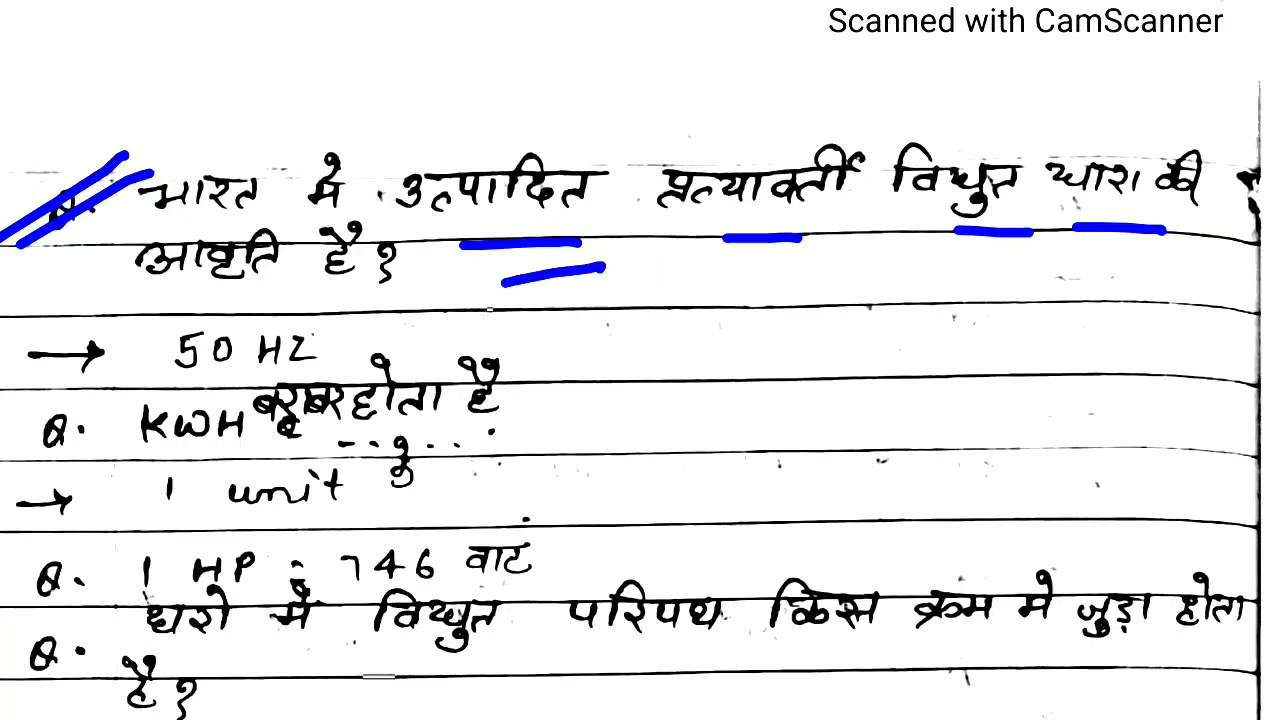 Scanned with CamScanner
Q. भारत में उत्पादित प्रत्यावर्ती विधुत धारा की
आवृति है?
→ 50 HZ
Q. KWH बराबर होता है
→ 1 unit
Q. 1 HP = 746 वाट
Q. घरो में विधुत परिपथ किस क्रम मे जुड़ा होता
है?